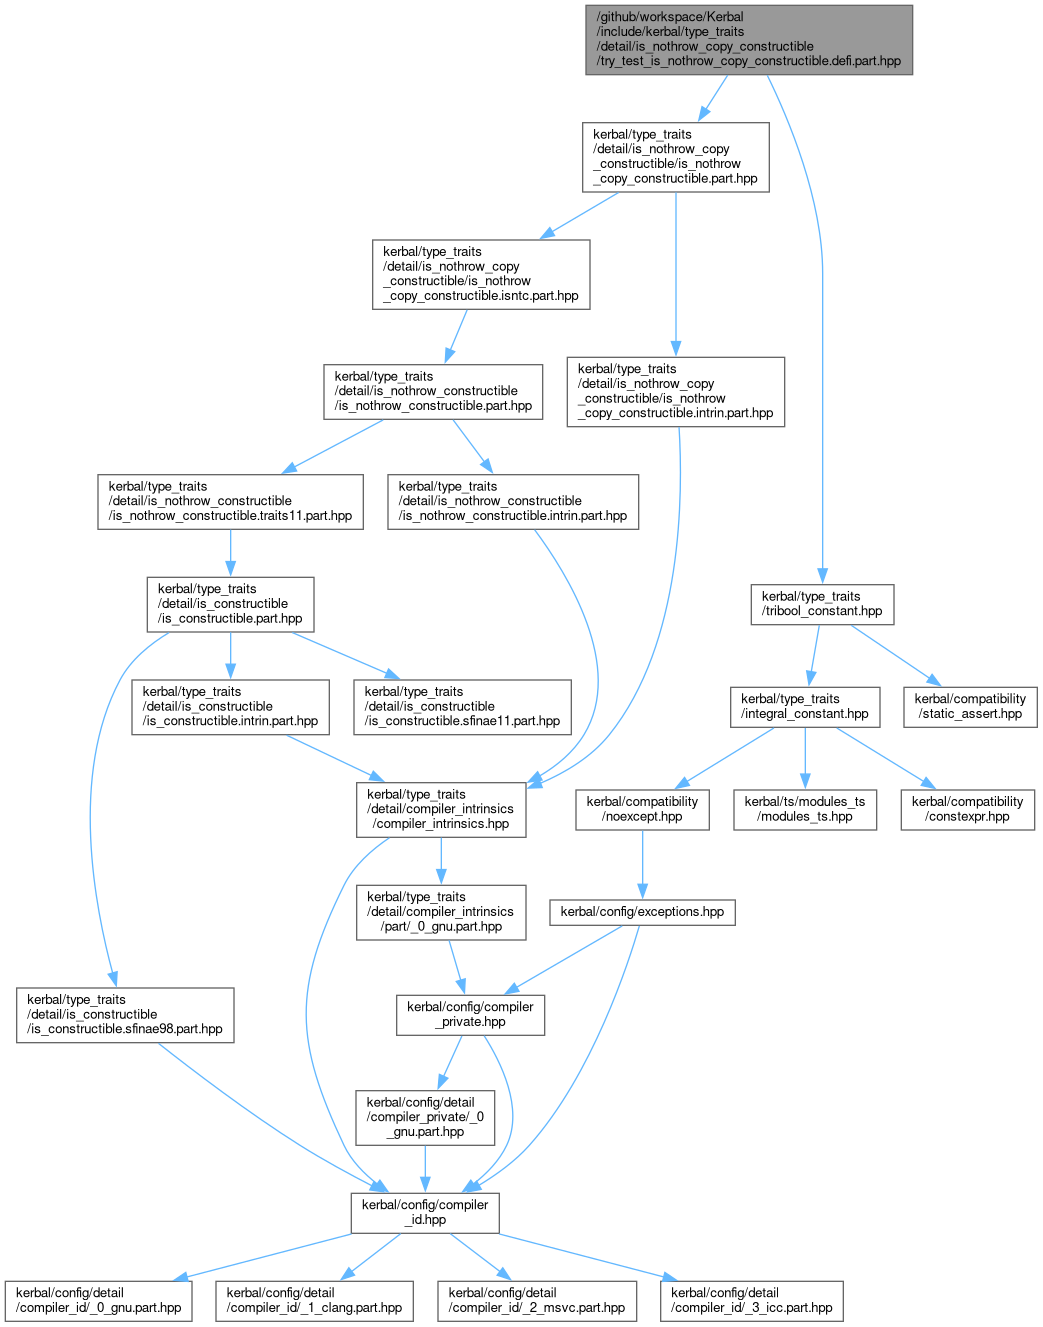 /github/workspace/Kerbal
/include/kerbal/type_traits
/detail/is_nothrow_copy_constructible
/try_test_is_nothrow_copy_constructible.defi.part.hpp
kerbal/type_traits
/detail/is_nothrow_copy
_constructible/is_nothrow
_copy_constructible.part.hpp
kerbal/type_traits
/detail/is_nothrow_copy
_constructible/is_nothrow
_copy_constructible.isntc.part.hpp
kerbal/type_traits
/detail/is_nothrow_constructible
/is_nothrow_constructible.part.hpp
kerbal/type_traits
/detail/is_nothrow_copy
_constructible/is_nothrow
_copy_constructible.intrin.part.hpp
kerbal/type_traits
/detail/is_nothrow_constructible
/is_nothrow_constructible.traits11.part.hpp
kerbal/type_traits
/detail/is_nothrow_constructible
/is_nothrow_constructible.intrin.part.hpp
kerbal/type_traits
/detail/is_constructible
/is_constructible.part.hpp
kerbal/type_traits
/tribool_constant.hpp
kerbal/type_traits
/detail/is_constructible
/is_constructible.intrin.part.hpp
kerbal/type_traits
/detail/is_constructible
/is_constructible.sfinae11.part.hpp
kerbal/type_traits
/integral_constant.hpp
kerbal/compatibility
/static_assert.hpp
kerbal/type_traits
/detail/compiler_intrinsics
/compiler_intrinsics.hpp
kerbal/compatibility
/noexcept.hpp
kerbal/ts/modules_ts
/modules_ts.hpp
kerbal/compatibility
/constexpr.hpp
kerbal/type_traits
/detail/compiler_intrinsics
/part/_0_gnu.part.hpp
kerbal/config/exceptions.hpp
kerbal/type_traits
/detail/is_constructible
/is_constructible.sfinae98.part.hpp
kerbal/config/compiler
_private.hpp
kerbal/config/detail
/compiler_private/_0
_gnu.part.hpp
kerbal/config/compiler
_id.hpp
kerbal/config/detail
/compiler_id/_0_gnu.part.hpp
kerbal/config/detail
/compiler_id/_1_clang.part.hpp
kerbal/config/detail
/compiler_id/_2_msvc.part.hpp
kerbal/config/detail
/compiler_id/_3_icc.part.hpp